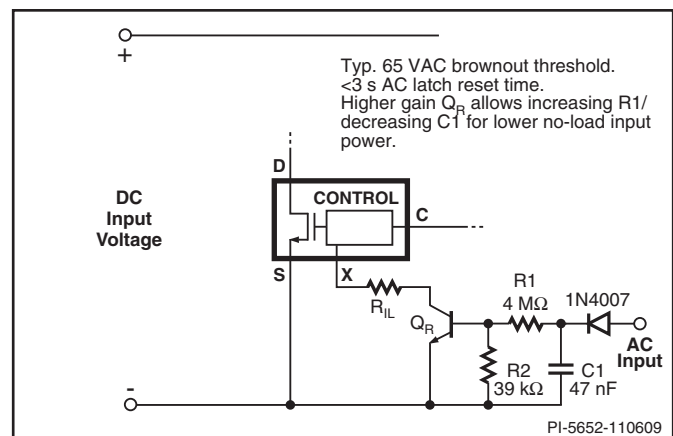 +
Typ. 65 VAC brownout threshold.
<3 s AC latch reset time.
Higher gain QR allows increasing R1/
decreasing C1 for lower no-load input
power.
D
CONTROL
C
DC
Input
Voltage
S
X
RIL
QR
R1
4 MΩ
1N4007
AC
Input
R2
39 kΩ
C1
47 nF
-
PI-5652-110609